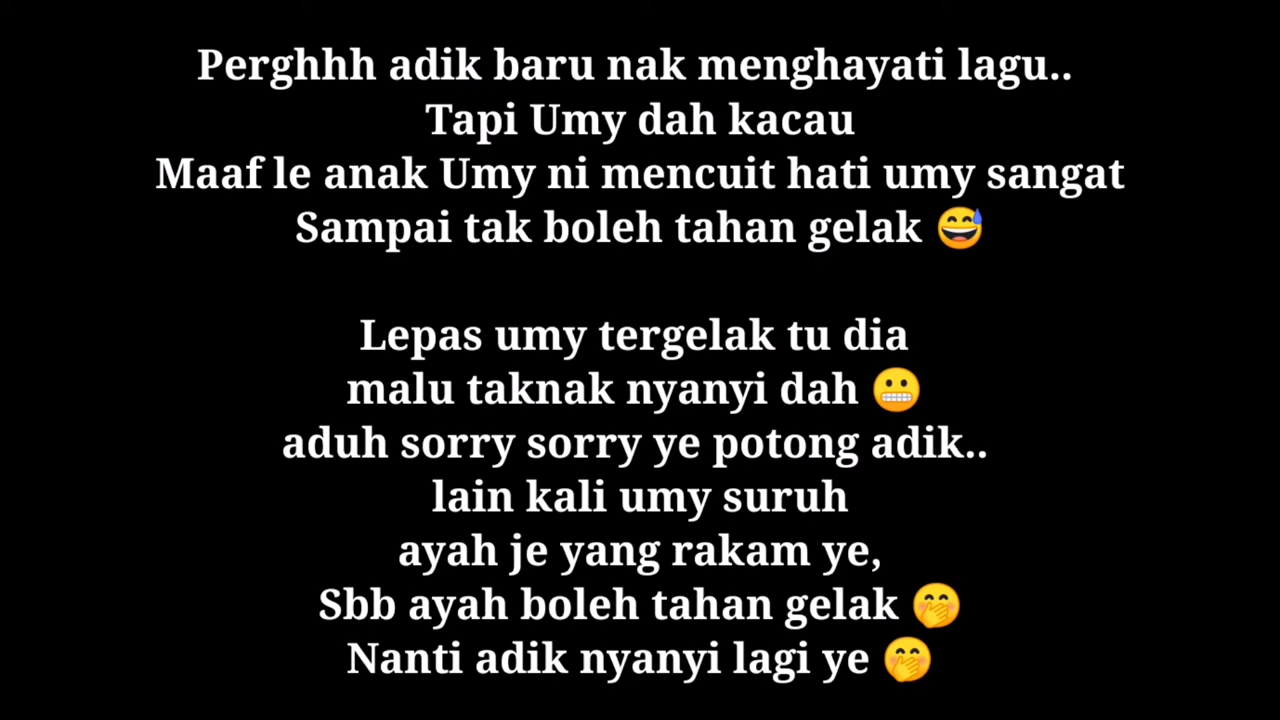 Perghhh adik baru nak menghayati lagu..
Tapi Umy dah kacau
Maaf le anak Umy ni mencuit hati umy sangat
Sampai tak boleh tahan gelak 😅
Lepas umy tergelak tu dia
malu taknak nyanyi dah 😬
aduh sorry sorry ye potong adik..
lain kali umy suruh
ayah je yang rakam ye,
Sbb ayah boleh tahan gelak 🤭
Nanti adik nyanyi lagi ye 🤭